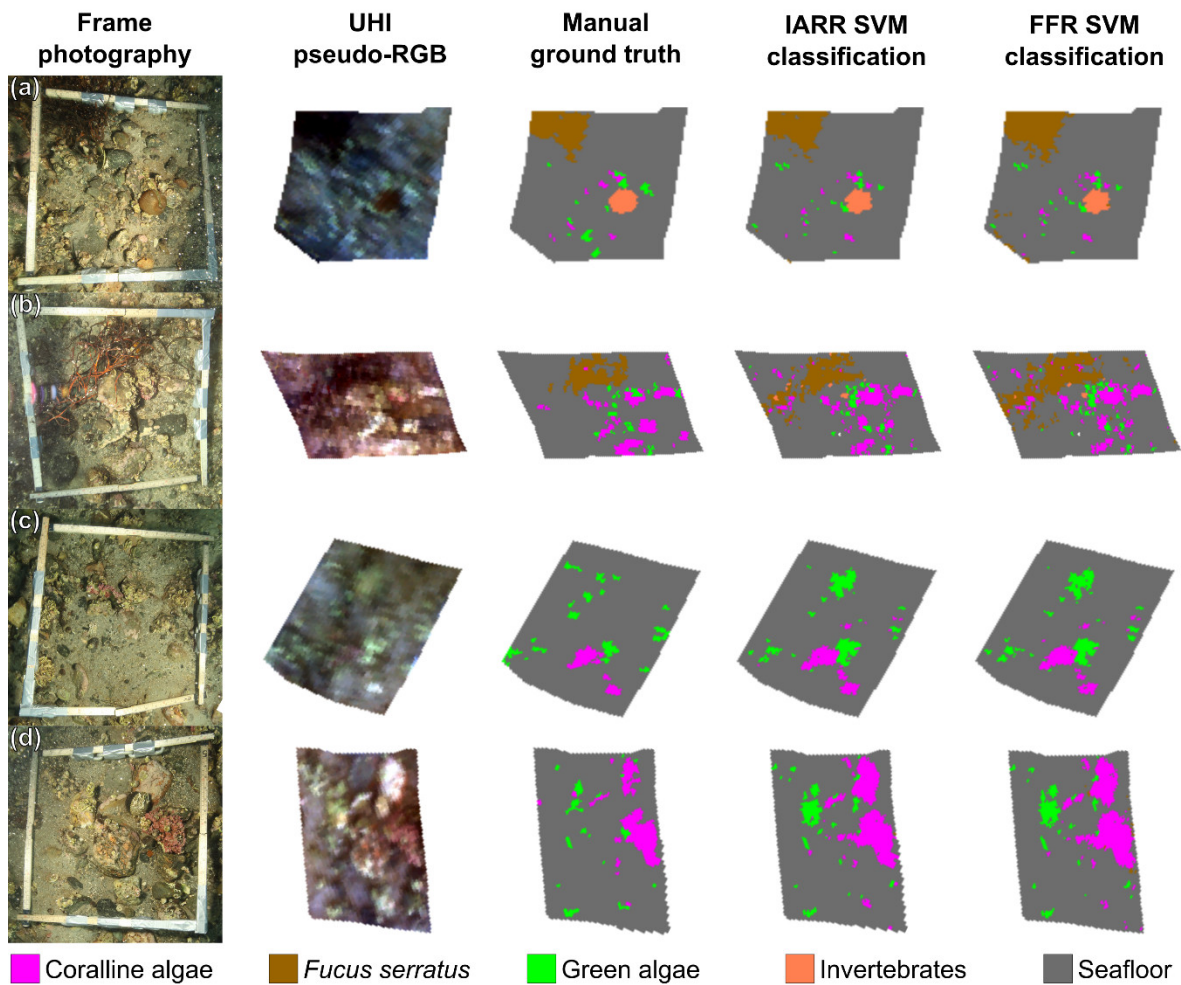 Frame photography
UHI pseudo-RGB
Manual ground truth
IARR SVM classification
FFR SVM classification
(a)
(b)
(c)
(d)
Coralline algae
Fucus serratus
Green algae
Invertebrates
Seafloor